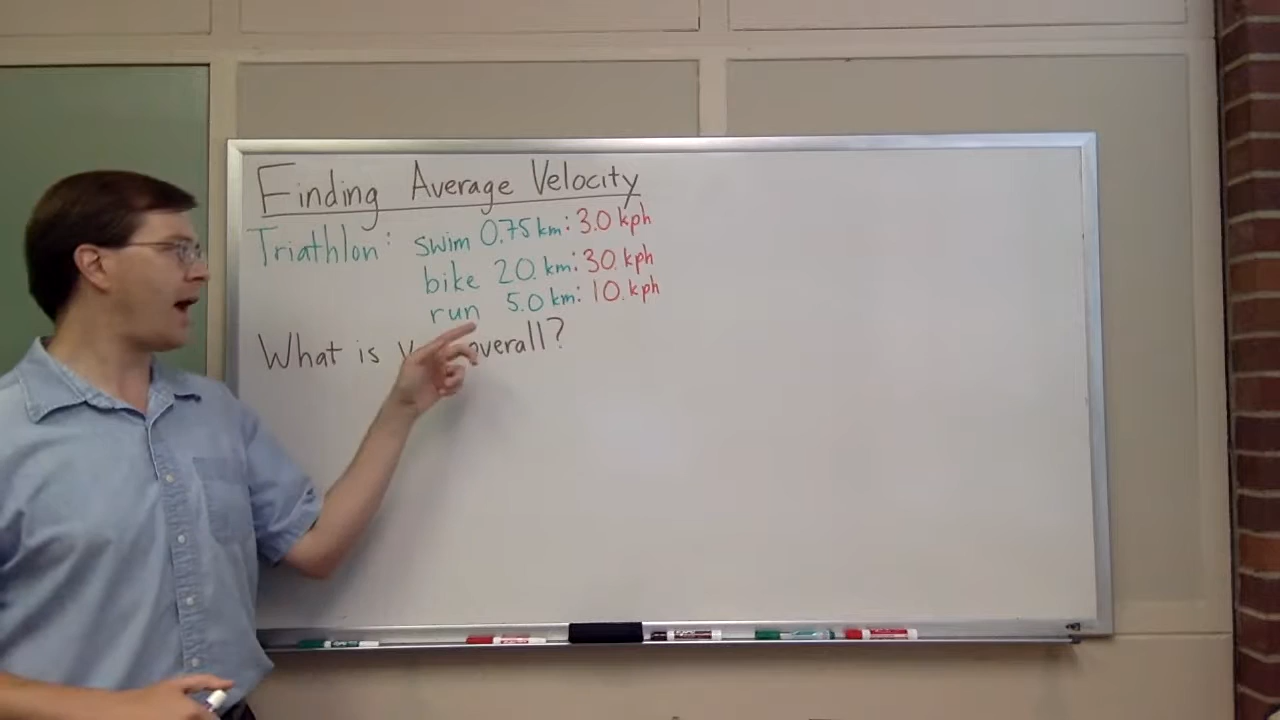 Finding Average Velocity
Triathlon: swim 0.75 km: 3.0 kph
bike 20. km: 30. kph
run 5.0 km: 10. kph
What is overall?